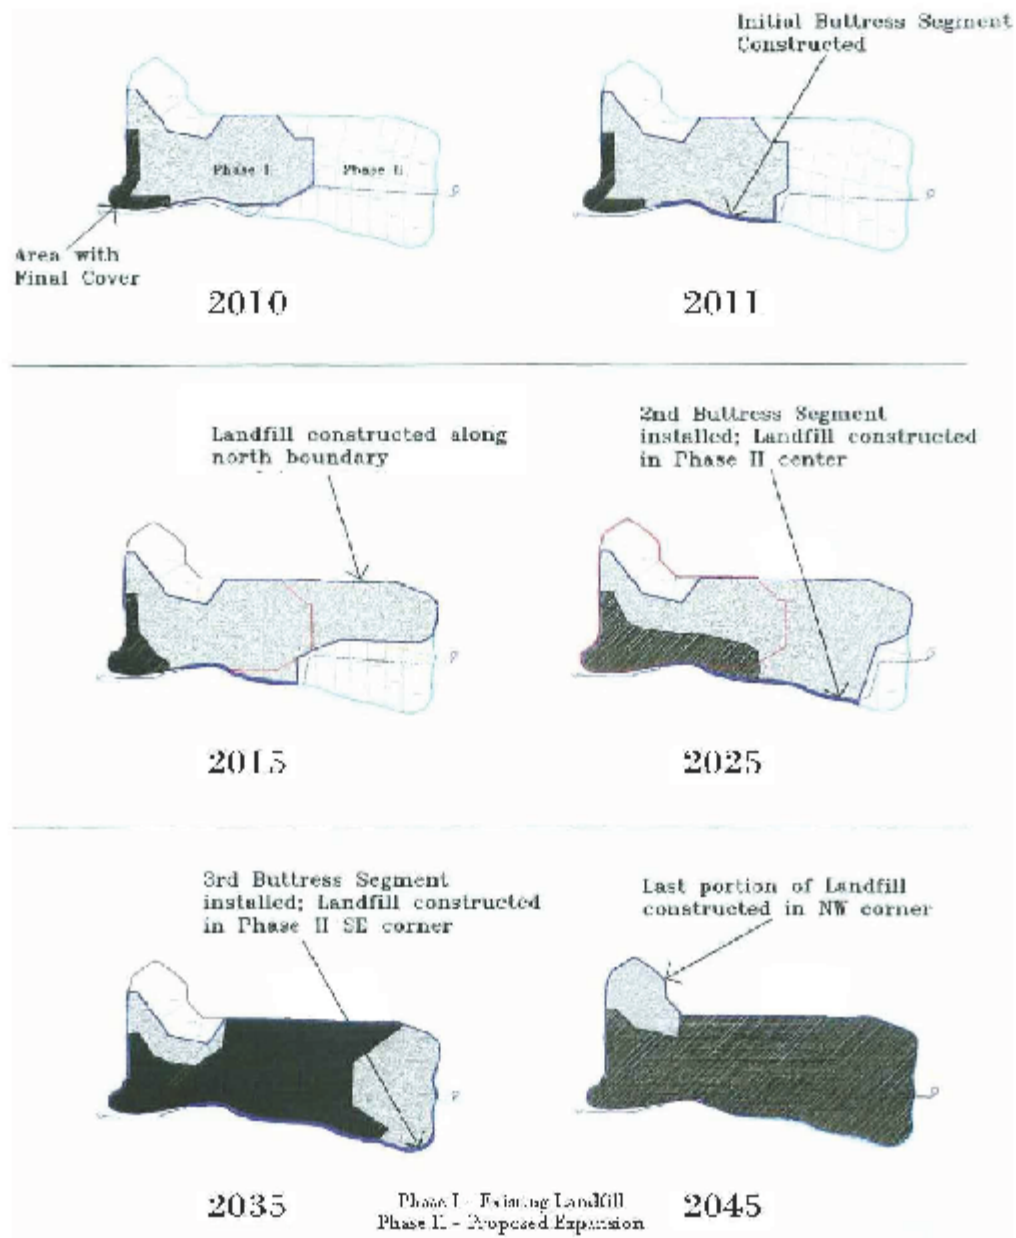 Initial Buttress Segment
Constructed
Phase I
Phase II
Area with
Final Cover
2010
2011
Landfill constructed along
north boundary
2nd Buttress Segment
installed; Landfill constructed
in Phase II center
2015
2025
3rd Buttress Segment
installed; Landfill constructed
in Phase II SE corner
Last portion of Landfill
constructed in NW corner
2035
2045
Phase I - Existing Landfill
Phase II - Proposed Expansion